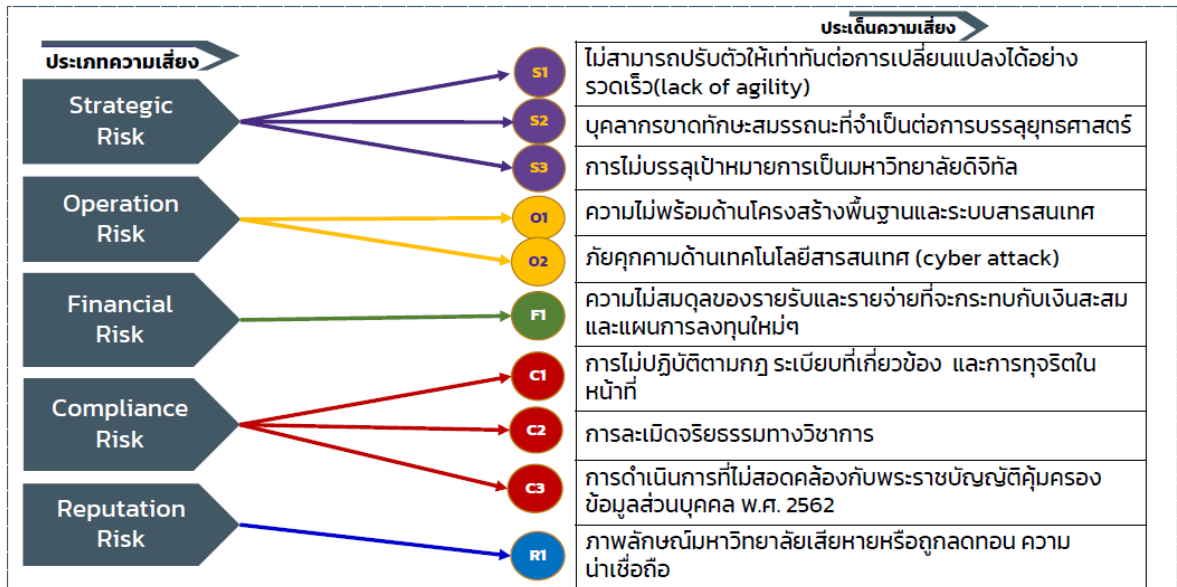 ประเภทความเสี่ยง
ประเด็นความเสี่ยง
Strategic
Risk
S1
ไม่สามารถปรับตัวให้เท่าทันต่อการเปลี่ยนแปลงได้อย่าง
รวดเร็ว(lack of agility)
S2
บุคลากรขาดทักษะสมรรถนะที่จำเป็นต่อการบรรลุยุทธศาสตร์
S3
การไม่บรรลุเป้าหมายการเป็นมหาวิทยาลัยดิจิทัล
Operation
Risk
O1
ความไม่พร้อมด้านโครงสร้างพื้นฐานและระบบสารสนเทศ
O2
ภัยคุกคามด้านเทคโนโลยีสารสนเทศ (cyber attack)
Financial
Risk
F1
ความไม่สมดุลของรายรับและรายจ่ายที่จะกระทบกับเงินสะสม
และแผนการลงทุนใหม่ๆ
Compliance
Risk
C1
การไม่ปฏิบัติตามกฎ ระเบียบที่เกี่ยวข้อง และการทุจริตใน
หน้าที่
C2
การละเมิดจริยธรรมทางวิชาการ
C3
การดำเนินการที่ไม่สอดคล้องกับพระราชบัญญัติคุ้มครอง
ข้อมูลส่วนบุคคล พ.ศ. 2562
Reputation
Risk
R1
ภาพลักษณ์มหาวิทยาลัยเสียหายหรือถูกลดทอน ความ
น่าเชื่อถือ